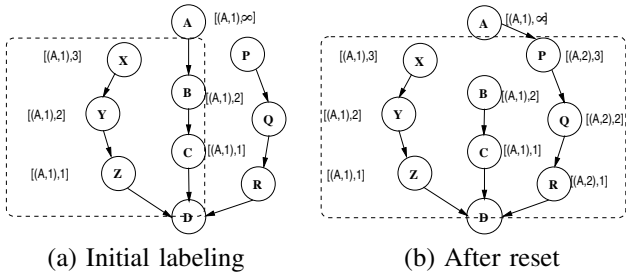 A [(A,1),∞]
[(A,1),3] X P
B [(A,1),2]
[(A,1),2] Y Q
C [(A,1),1]
[(A,1),1] Z R
D
(a) Initial labeling
A [(A,1),∞]
[(A,1),3] X P [(A,2),3]
B [(A,1),2]
[(A,1),2] Y Q [(A,2),2]
C [(A,1),1]
[(A,1),1] Z R [(A,2),1]
D
(b) After reset